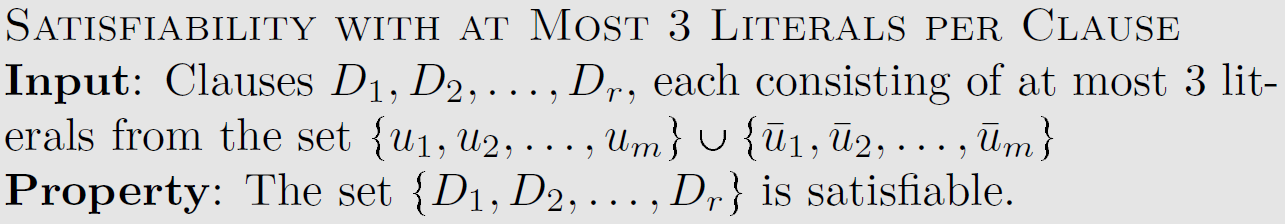 SATISFIABILITY WITH AT MOST 3 LITERALS PER CLAUSE
Input: Clauses D₁, D₂, . . . , Dᵣ, each consisting of at most 3 lit-
erals from the set {u₁, u₂, . . . , uₘ} ∪ {ū₁, ū₂, . . . , ūₘ}
Property: The set {D₁, D₂, . . . , Dᵣ} is satisfiable.